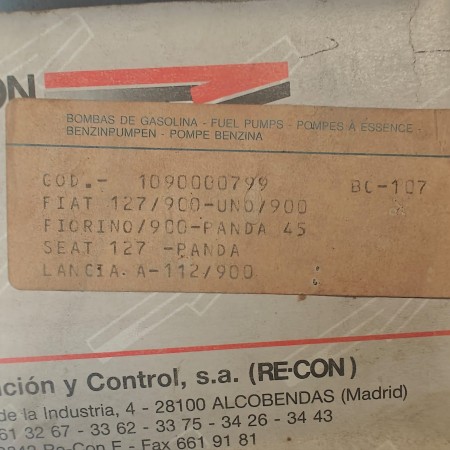 ON
BOMBAS DE GASOLINA - FUEL PUMPS - POMPES À ESSENCE -
BENZINPUMPEN - POMPE BENZINA
COD.- 1090000799 BC-107
FIAT 127/900-UNO/900
FIORINO/900-PANDA 45
SEAT 127 -PANDA
LANCIA A-112/900
ción y Control, s.a. (RE-CON)
de la Industria, 4 - 28100 ALCOBENDAS (Madrid)
61 32 67 - 33 62 - 33 75 - 34 26 - 34 43
Re-Con E - Fax 661 91 81